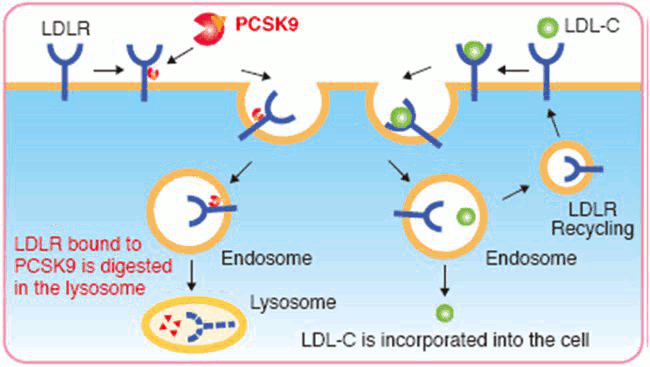 LDLR
PCSK9
LDL-C
LDLR
Recycling
LDLR bound to
PCSK9 is digested
in the lysosome
Endosome
Endosome
Lysosome
LDL-C is incorporated into the cell